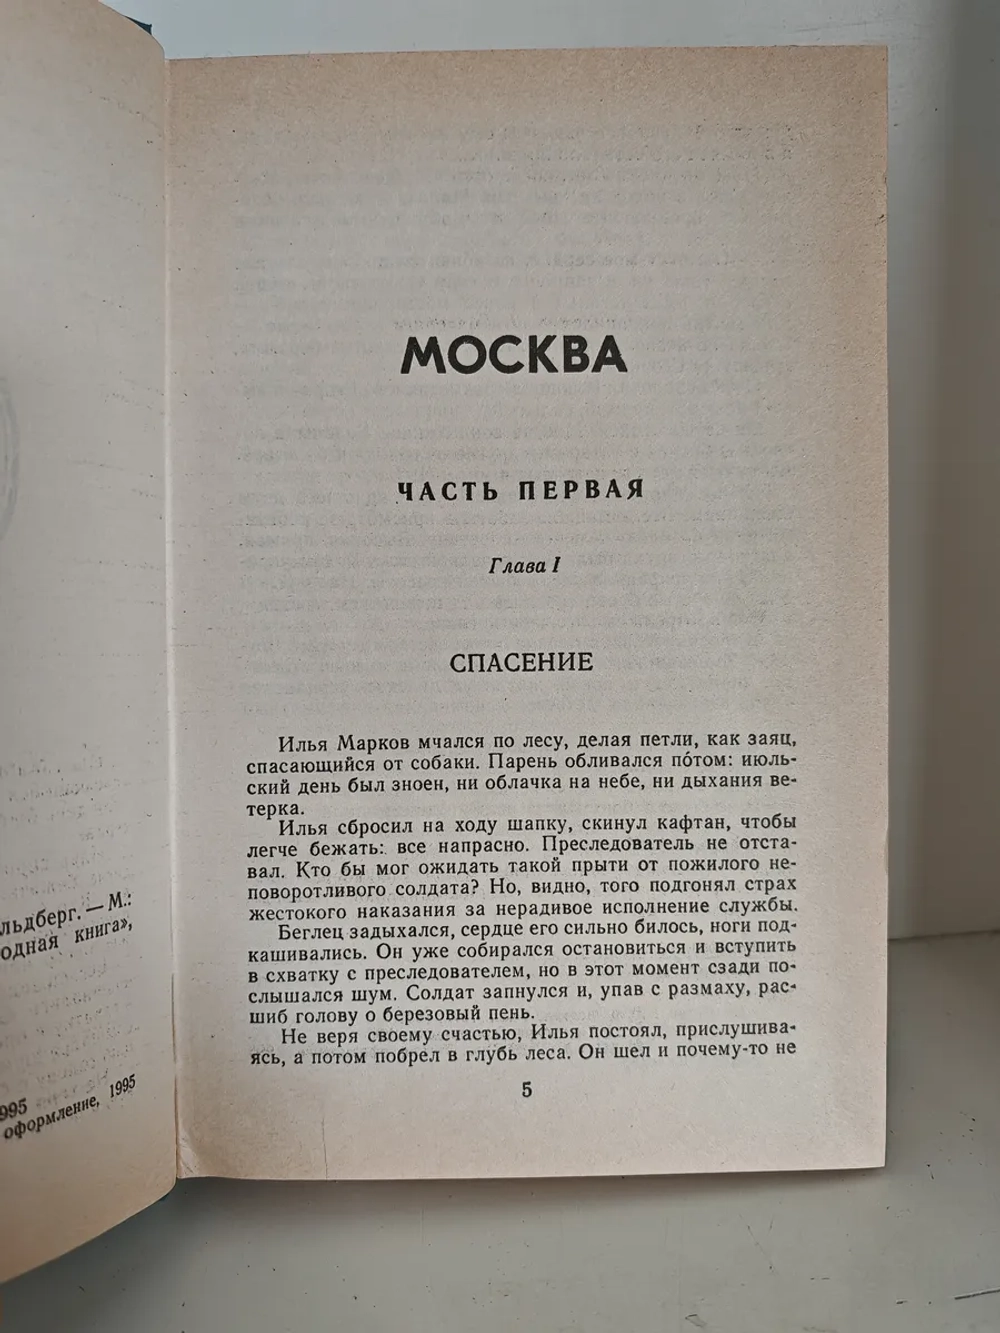 льдберг. — М.:
одная книга»,
995
оформление, 1995
МОСКВА
ЧАСТЬ ПЕРВАЯ
Глава I
СПАСЕНИЕ
Илья Марков мчался по лесу, делая петли, как заяц,
спасающийся от собаки. Парень обливался по́том: июль-
ский день был зноен, ни облачка на небе, ни дыхания ве-
терка.
Илья сбросил на ходу шапку, скинул кафтан, чтобы
легче бежать: все напрасно. Преследователь не отста-
вал. Кто бы мог ожидать такой прыти от пожилого не-
поворотливого солдата? Но, видно, того подгонял страх
жестокого наказания за нерадивое исполнение службы.
Беглец задыхался, сердце его сильно билось, ноги под-
кашивались. Он уже собирался остановиться и вступить
в схватку с преследователем, но в этот момент сзади по-
слышался шум. Солдат запнулся и, упав с размаху, рас-
шиб голову о березовый пень.
Не веря своему счастью, Илья постоял, прислушива-
ясь, а потом побрел в глубь леса. Он шел и почему-то не
5